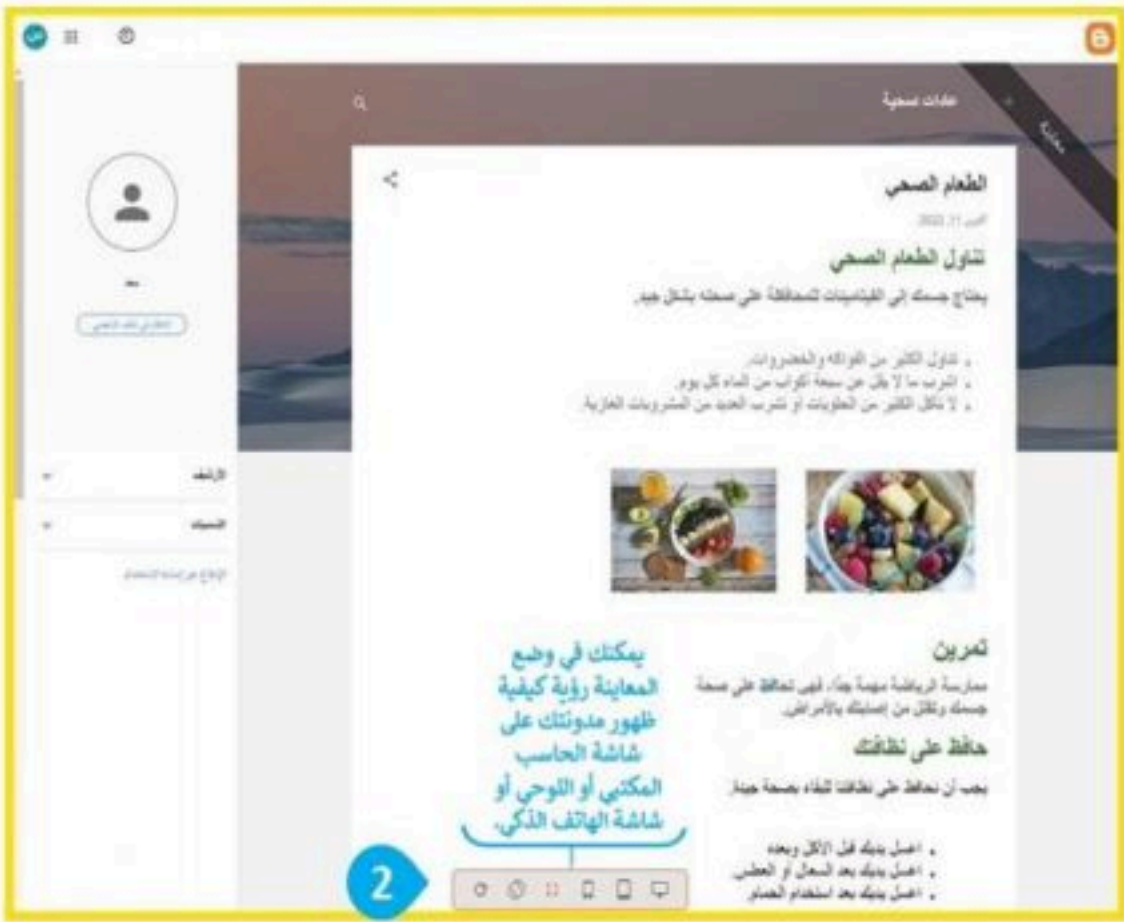 عادات صحية
معاينة
الطعام الصحي
تناول الطعام الصحي
يحتاج جسمك إلى الفيتامينات للمحافظة على صحته بشكل جيد.
تناول الكثير من الفواكه والخضروات.
اشرب ما لا يقل عن سبعة أكواب من الماء كل يوم.
لا تأكل الكثير من الحلويات أو تشرب العديد من المشروبات الغازية.
تمرين
ممارسة الرياضة مهمة جدًا، فهي تحافظ على صحة
جسمك وتقلل من إصابتك بالأمراض.
حافظ على نظافتك
يجب أن نحافظ على نظافتنا للبقاء بصحة جيدة.
اغسل يديك قبل الأكل وبعده
اغسل يديك بعد السعال أو العطس.
اغسل يديك بعد استخدام الحمام.
يمكنك في وضع
المعاينة رؤية كيفية
ظهور مدونتك على
شاشة الحاسب
المكتبي أو اللوحي أو
شاشة الهاتف الذكي.
2
الأرشيف
التسميات